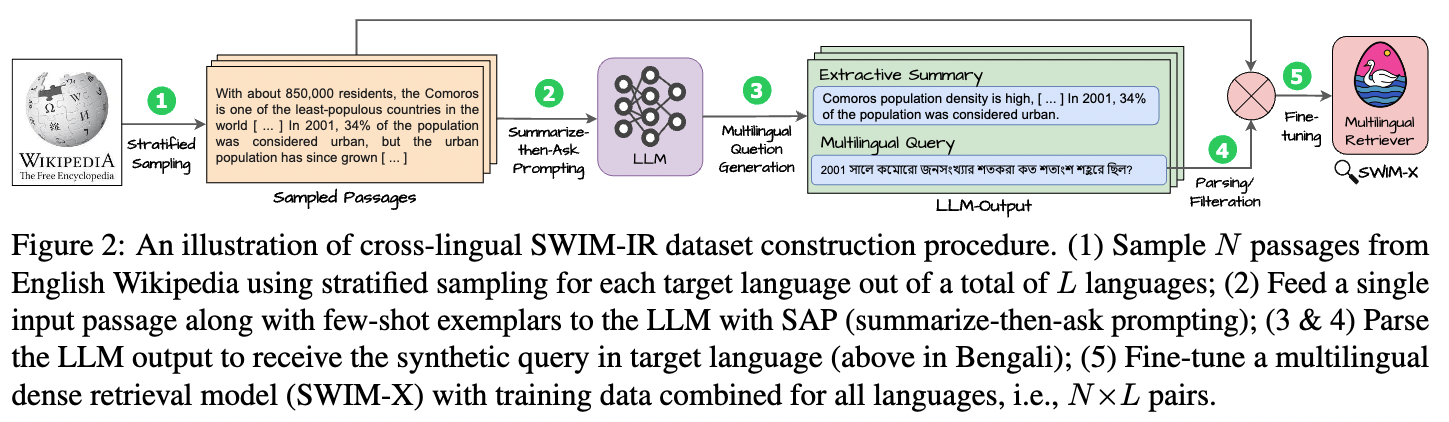 1
2
3
4
5
WIKIPEDIA
The Free Encyclopedia
Stratified
Sampling
With about 850,000 residents, the Comoros
is one of the least-populous countries in the
world [ ... ] In 2001, 34% of the population
was considered urban, but the urban
population has since grown [ ... ]
Sampled Passages
Summarize-
then-Ask
Prompting
LLM
Multilingual
Quetion
Generation
Extractive Summary
Comoros population density is high, [ ... ] In 2001, 34%
of the population was considered urban.
Multilingual Query
2001 সালে কমোরো জনসংখ্যার শতকরা কত শতাংশ শহুরে ছিল?
LLM-Output
Parsing/
Filteration
Fine-
tuning
Multilingual
Retriever
SWIM-X
Figure 2: An illustration of cross-lingual SWIM-IR dataset construction procedure. (1) Sample N passages from
English Wikipedia using stratified sampling for each target language out of a total of L languages; (2) Feed a single
input passage along with few-shot exemplars to the LLM with SAP (summarize-then-ask prompting); (3 & 4) Parse
the LLM output to receive the synthetic query in target language (above in Bengali); (5) Fine-tune a multilingual
dense retrieval model (SWIM-X) with training data combined for all languages, i.e., N×L pairs.